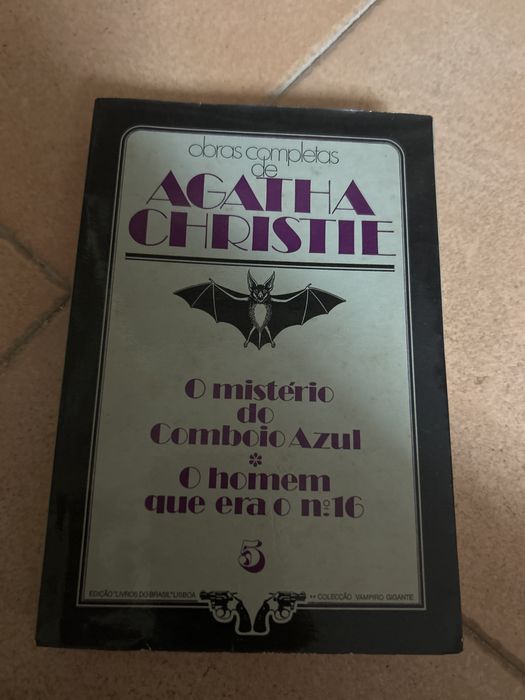 obras completas
de
AGATHA
CHRISTIE
O mistério
do
Comboio Azul
*
O homem
que era o nº16
5
EDIÇÃO "LIVROS DO BRASIL" LISBOA
** COLECÇÃO VAMPIRO GIGANTE